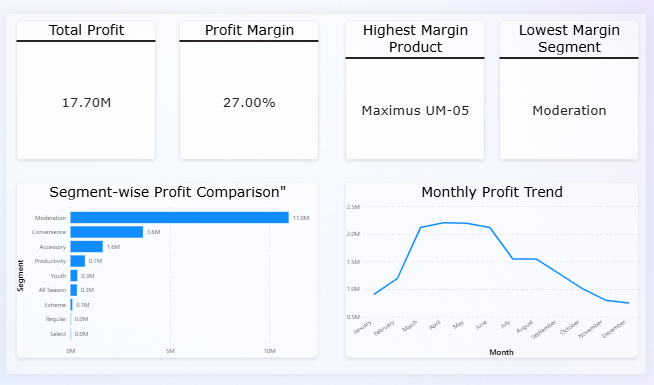 Total Profit
17.70M
Profit Margin
27.00%
Highest Margin
Product
Maximus UM-05
Lowest Margin
Segment
Moderation
Segment-wise Profit Comparison"
Segment
Moderation 11.0M
Convenience 3.6M
Accessory 1.6M
Productivity 0.7M
Youth 0.3M
All Season 0.3M
Extreme 0.1M
Regular 0.0M
Select 0.0M
0M 5M 10M
Monthly Profit Trend
2.5M
2.0M
1.5M
1.0M
0.5M
January February March April May June July August September October November December
Month